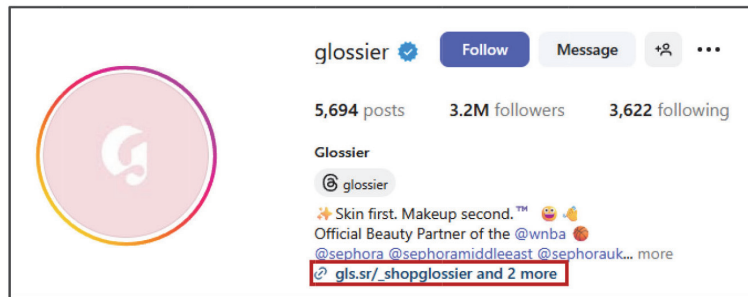 glossier Follow Message
5,694 posts 3.2M followers 3,622 following
Glossier
glossier
✨ Skin first. Makeup second.™
Official Beauty Partner of the @wnba 🏀
@sephora @sephoramiddleeast @sephorauk... more
gls.sr/_shopglossier and 2 more